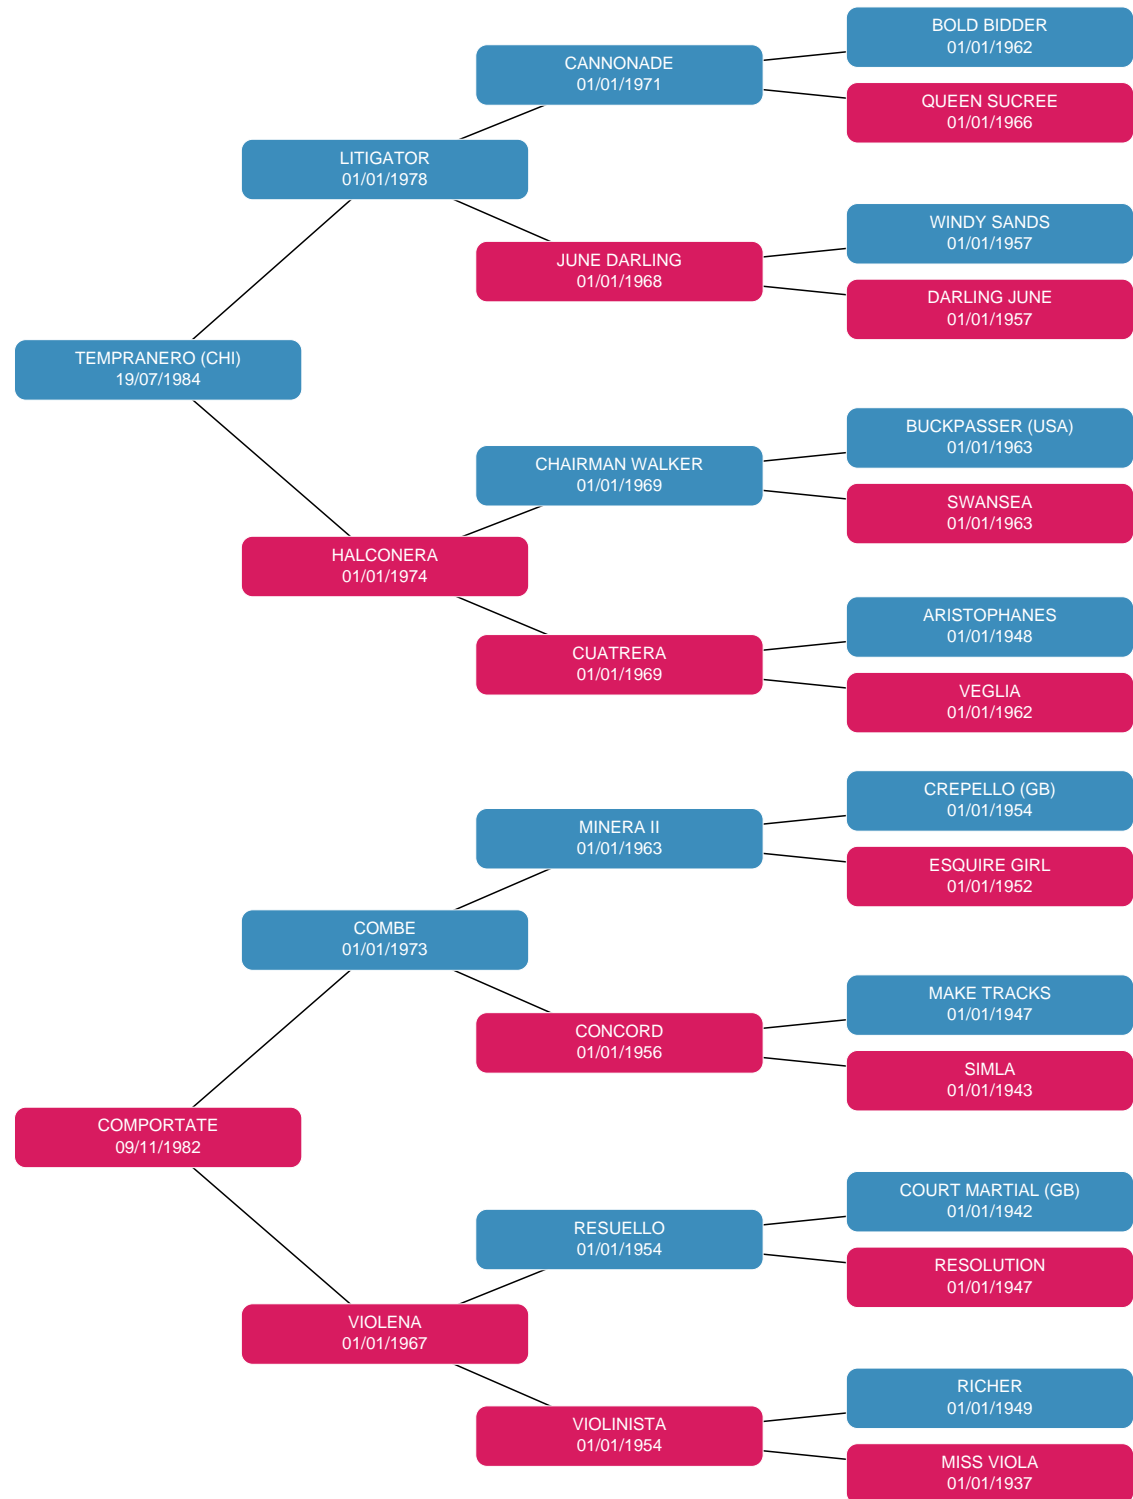 BOLD BIDDER
01/01/1962
CANNONADE
01/01/1971
QUEEN SUCREE
01/01/1966
LITIGATOR
01/01/1978
WINDY SANDS
01/01/1957
JUNE DARLING
01/01/1968
DARLING JUNE
01/01/1957
TEMPRANERO (CHI)
19/07/1984
BUCKPASSER (USA)
01/01/1963
CHAIRMAN WALKER
01/01/1969
SWANSEA
01/01/1963
HALCONERA
01/01/1974
ARISTOPHANES
01/01/1948
CUATRERA
01/01/1969
VEGLIA
01/01/1962
CREPELLO (GB)
01/01/1954
MINERA II
01/01/1963
ESQUIRE GIRL
01/01/1952
COMBE
01/01/1973
MAKE TRACKS
01/01/1947
CONCORD
01/01/1956
SIMLA
01/01/1943
COMPORTATE
09/11/1982
COURT MARTIAL (GB)
01/01/1942
RESUELLO
01/01/1954
RESOLUTION
01/01/1947
VIOLENA
01/01/1967
RICHER
01/01/1949
VIOLINISTA
01/01/1954
MISS VIOLA
01/01/1937